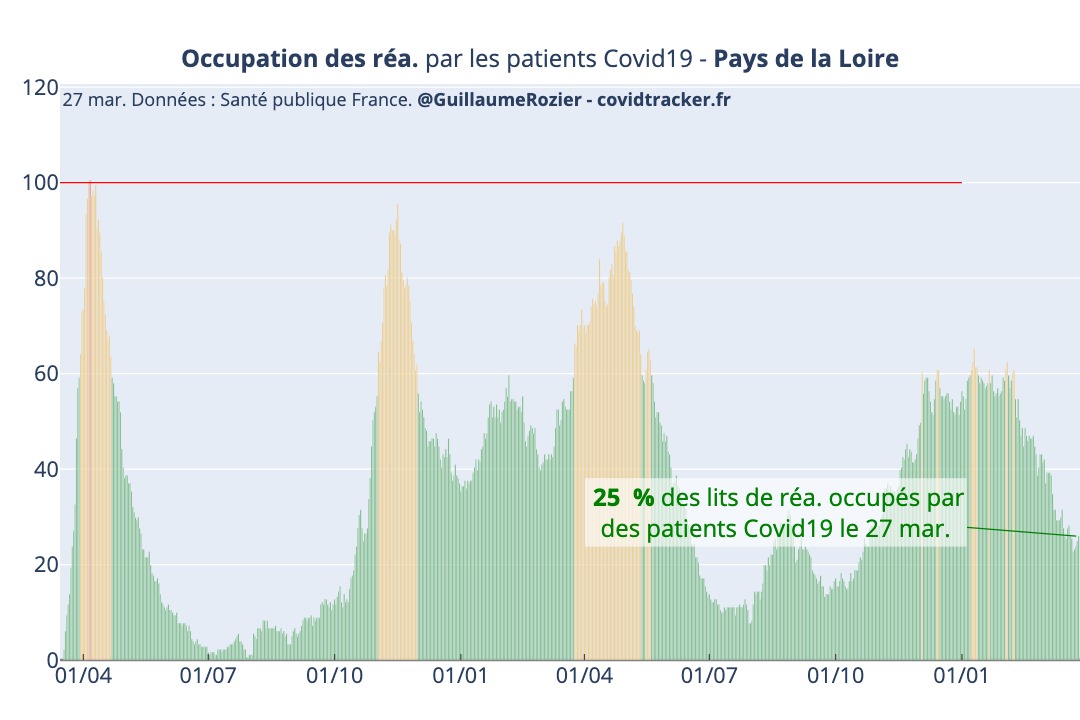 Occupation des réa. par les patients Covid19 - Pays de la Loire
27 mar. Données : Santé publique France. @GuillaumeRozier - covidtracker.fr
120
100
80
60
40
20
0
25 % des lits de réa. occupés par
des patients Covid19 le 27 mar.
01/04 01/07 01/10 01/01 01/04 01/07 01/10 01/01